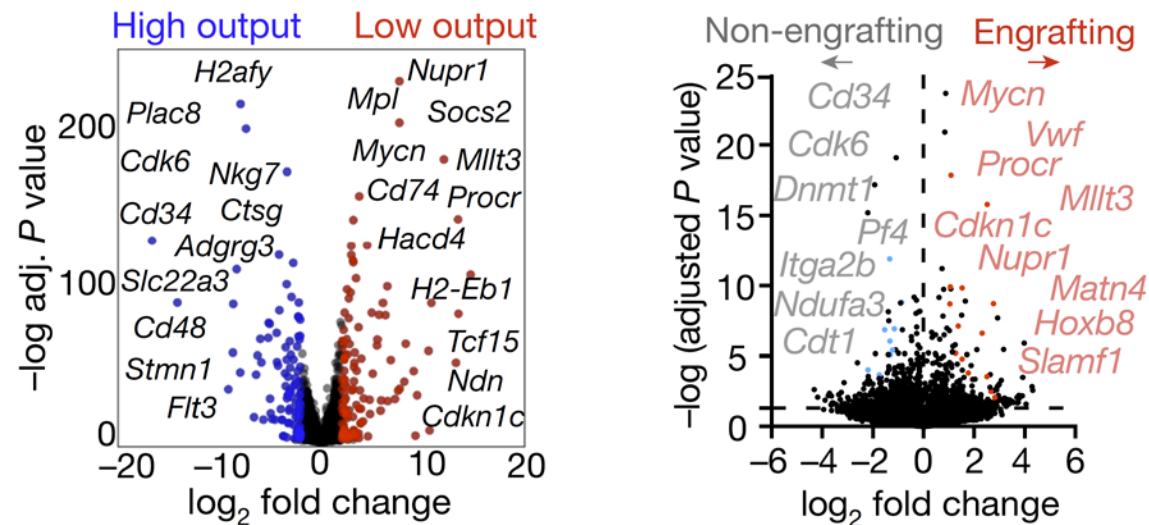 High output Low output
H2afy
Nupr1
Plac8
Mpl
Socs2
200
Cdk6
Nkg7
Mycn
Mllt3
Cd34
Ctsg
Cd74
Procr
Adgrg3
Hacd4
Slc22a3
100
H2-Eb1
Cd48
Tcf15
Stmn1
Ndn
Flt3
Cdkn1c
0
–20 –10 0 10 20
log2 fold change
–log adj. P value
Non-engrafting Engrafting
← →
25
Cd34
Mycn
20
Cdk6
Vwf
Procr
Dnmt1
Mllt3
15
Pf4
Cdkn1c
Itga2b
Nupr1
10
Ndufa3
Matn4
Cdt1
Hoxb8
5
Slamf1
0
–6 –4 –2 0 2 4 6
log2 fold change
–log (adjusted P value)